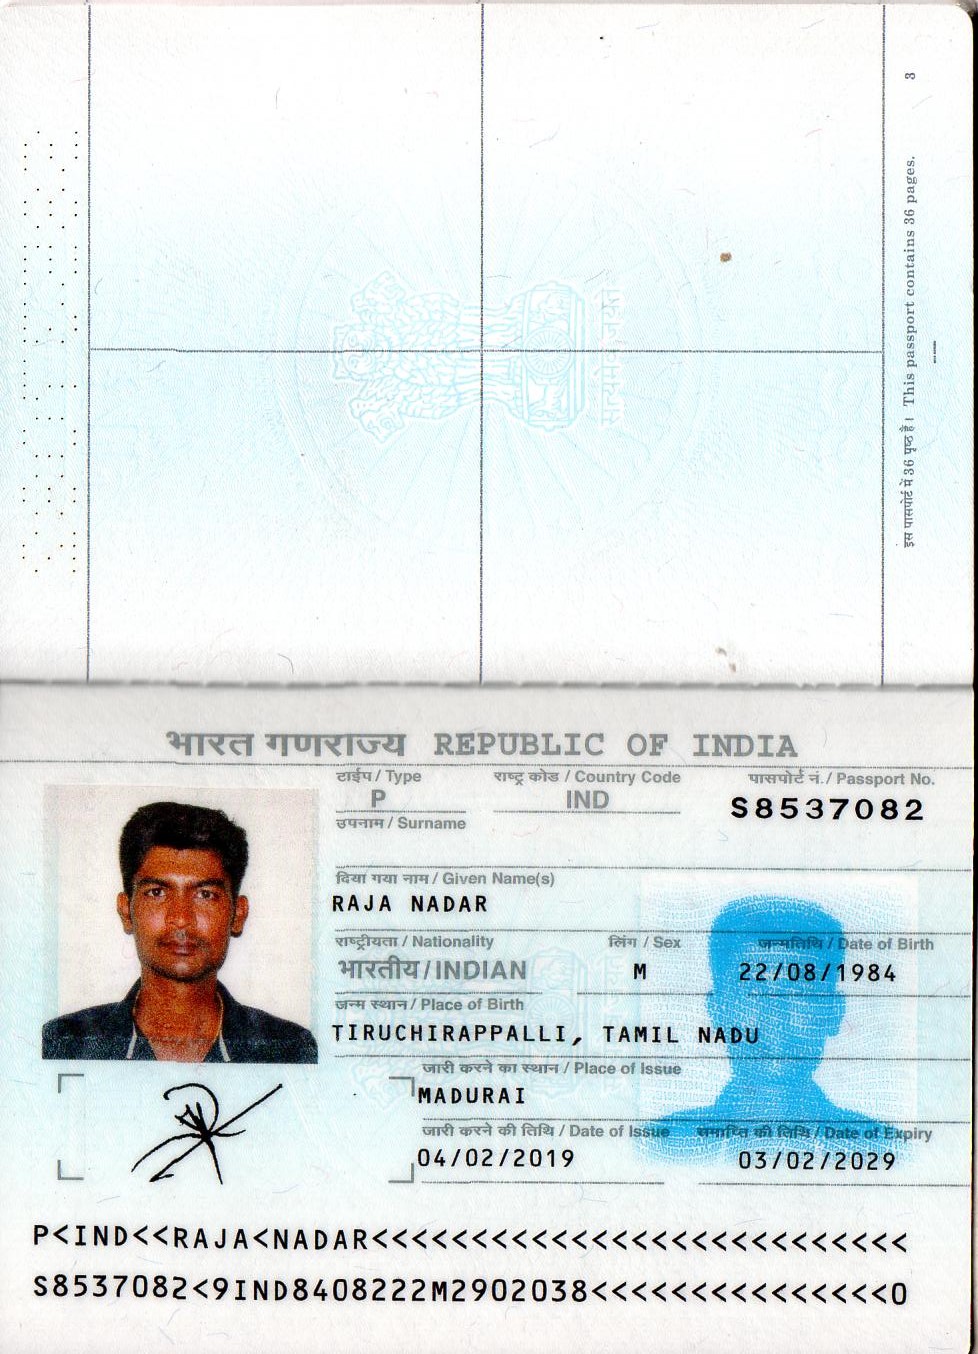 3
इस पासपोर्ट में 36 पृष्ठ है। This passport contains 36 pages.
भारत गणराज्य REPUBLIC OF INDIA
टाईप / Type राष्ट्र कोड / Country Code पासपोर्ट नं. / Passport No.
P IND S8537082
उपनाम / Surname
दिया गया नाम / Given Name(s)
RAJA NADAR
राष्ट्रीयता / Nationality लिंग / Sex जन्मतिथि / Date of Birth
भारतीय / INDIAN M 22/08/1984
जन्म स्थान / Place of Birth
TIRUCHIRAPPALLI, TAMIL NADU
जारी करने का स्थान / Place of Issue
MADURAI
जारी करने की तिथि / Date of Issue समाप्ति की तिथि / Date of Expiry
04/02/2019 03/02/2029
P<IND<<RAJA<NADAR<<<<<<<<<<<<<<<<<<<<<<<<<<<
S8537082<9IND8408222M2902038<<<<<<<<<<<<<<<0